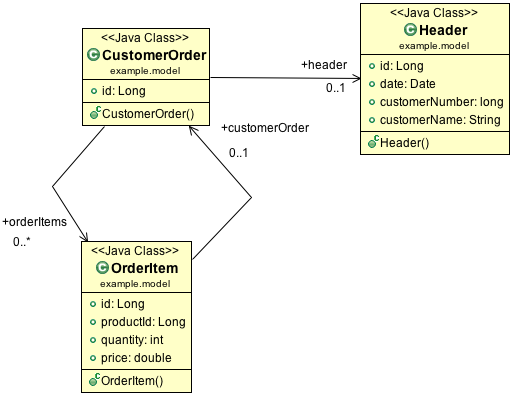 <<Java Class>>
CustomerOrder
example.model
id: Long
CustomerOrder()
<<Java Class>>
Header
example.model
id: Long
date: Date
customerNumber: long
customerName: String
Header()
+header
0..1
+customerOrder
0..1
+orderItems
0..*
<<Java Class>>
OrderItem
example.model
id: Long
productId: Long
quantity: int
price: double
OrderItem()